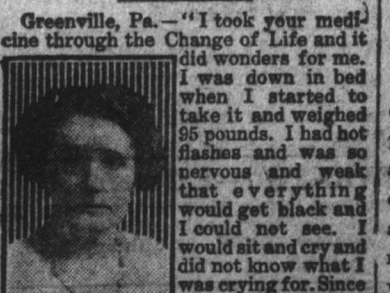 Greenville, Pa.—"I took your medi-
cine through the Change of Life and it
did wonders for me.
I was down in bed
when I started to
take it and weighed
95 pounds. I had hot
flashes and was so
nervous and weak
that everything
would get black and
I could not see. I
would sit and cry and
did not know what I
was crying for. Since